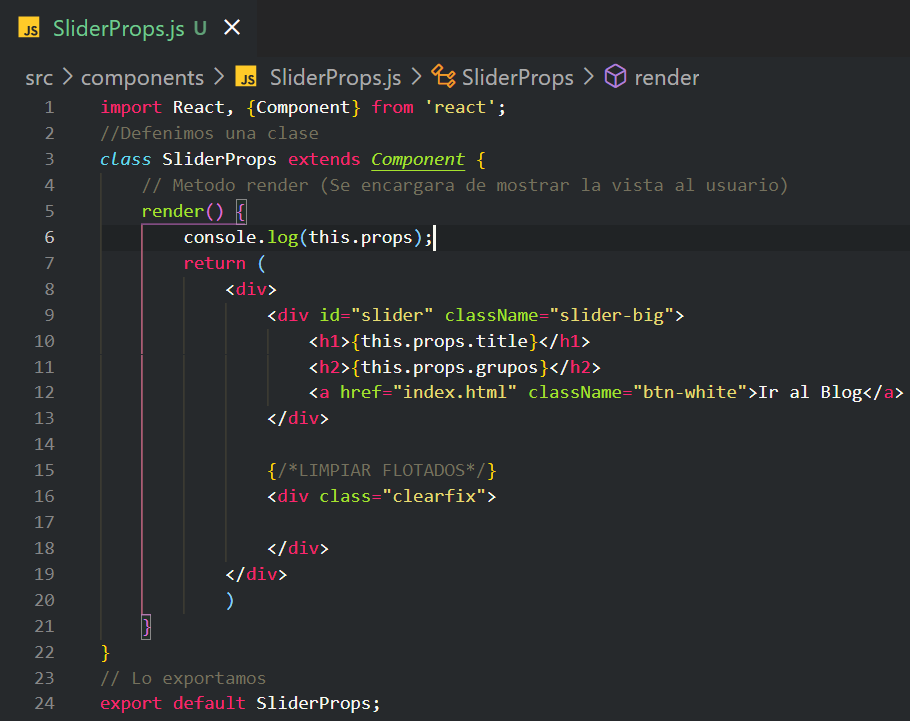 JS SliderProps.js U ×
src > components > JS SliderProps.js > SliderProps > render
1 import React, {Component} from 'react';
2 //Defenimos una clase
3 class SliderProps extends Component {
4 // Metodo render (Se encargara de mostrar la vista al usuario)
5 render() {
6 console.log(this.props);
7 return (
8 <div>
9 <div id="slider" className="slider-big">
10 <h1>{this.props.title}</h1>
11 <h2>{this.props.grupos}</h2>
12 <a href="index.html" className="btn-white">Ir al Blog</a>
13 </div>
14
15 {/*LIMPIAR FLOTADOS*/}
16 <div class="clearfix">
17
18 </div>
19 </div>
20 )
21 }
22 }
23 // Lo exportamos
24 export default SliderProps;